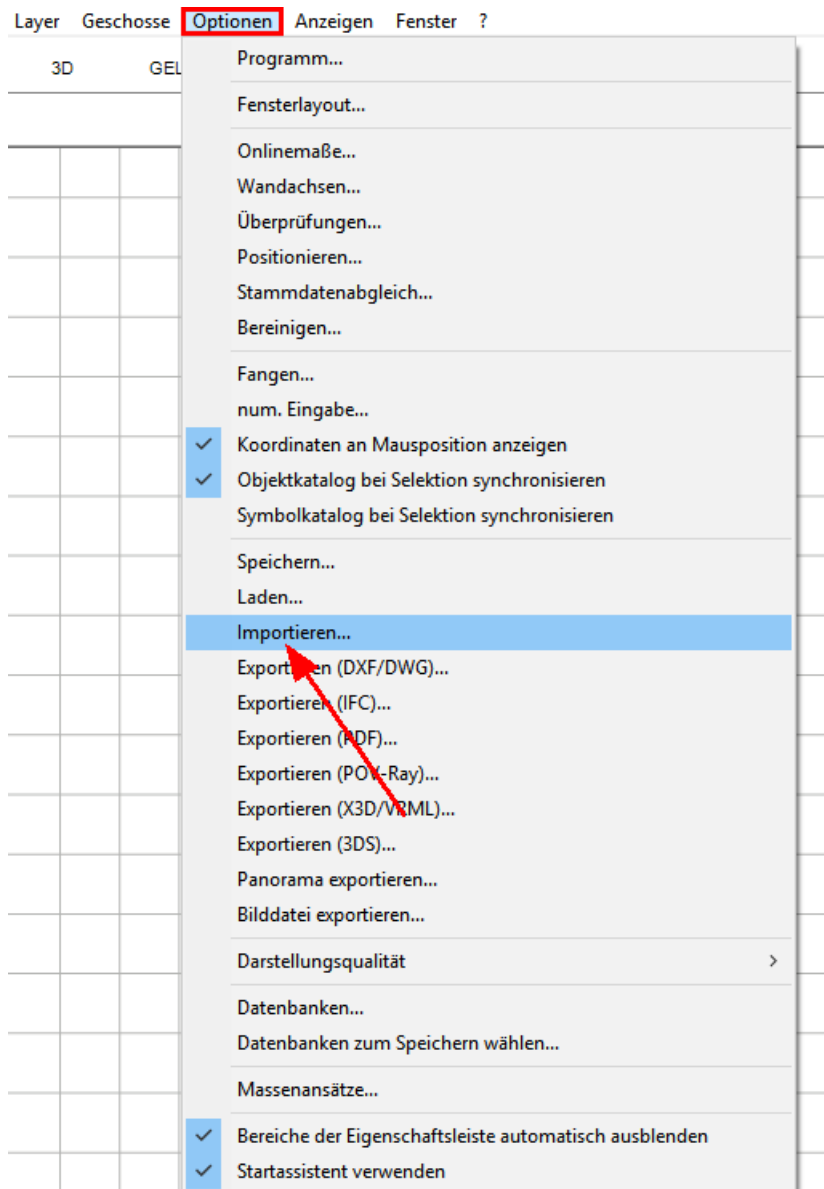 Layer Geschosse Optionen Anzeigen Fenster ?
3D GEL
Programm...
Fensterlayout...
Onlinemaße...
Wandachsen...
Überprüfungen...
Positionieren...
Stammdatenabgleich...
Bereinigen...
Fangen...
num. Eingabe...
Koordinaten an Mausposition anzeigen
Objektkatalog bei Selektion synchronisieren
Symbolkatalog bei Selektion synchronisieren
Speichern...
Laden...
Importieren...
Exportieren (DXF/DWG)...
Exportieren (IFC)...
Exportieren (PDF)...
Exportieren (POV-Ray)...
Exportieren (X3D/VRML)...
Exportieren (3DS)...
Panorama exportieren...
Bilddatei exportieren...
Darstellungsqualität
Datenbanken...
Datenbanken zum Speichern wählen...
Massenansätze...
Bereiche der Eigenschaftsleiste automatisch ausblenden
Startassistent verwenden